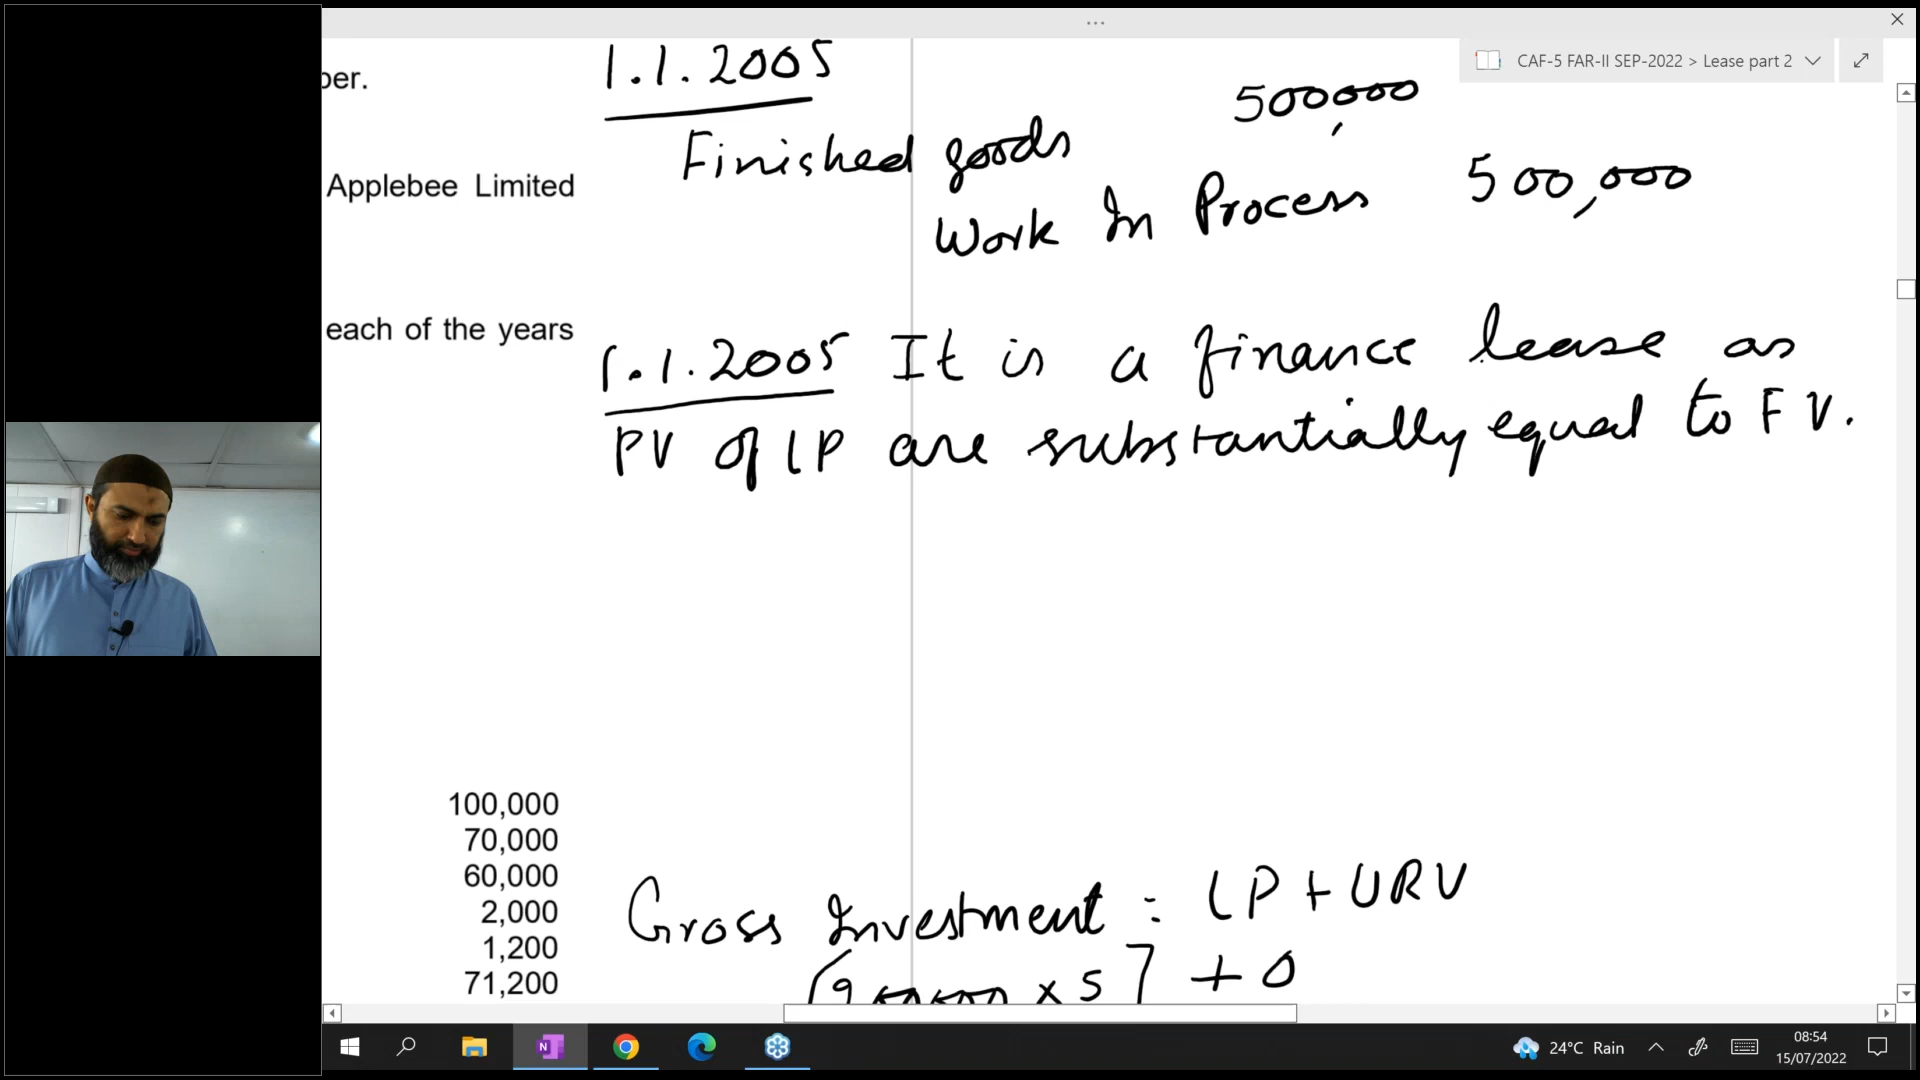 CAF-5 FAR-II SEP-2022 > Lease part 2
1.1.2005
500,000
Finished goods
Work In Process 500,000
Applebee Limited
each of the years
1.1.2005 It is a finance lease as
PV of LP are substantially equal to FV.
100,000
70,000
60,000
2,000
1,200
71,200
Gross Investment = LP + URV
x 5] + 0
24°C Rain
08:54
15/07/2022